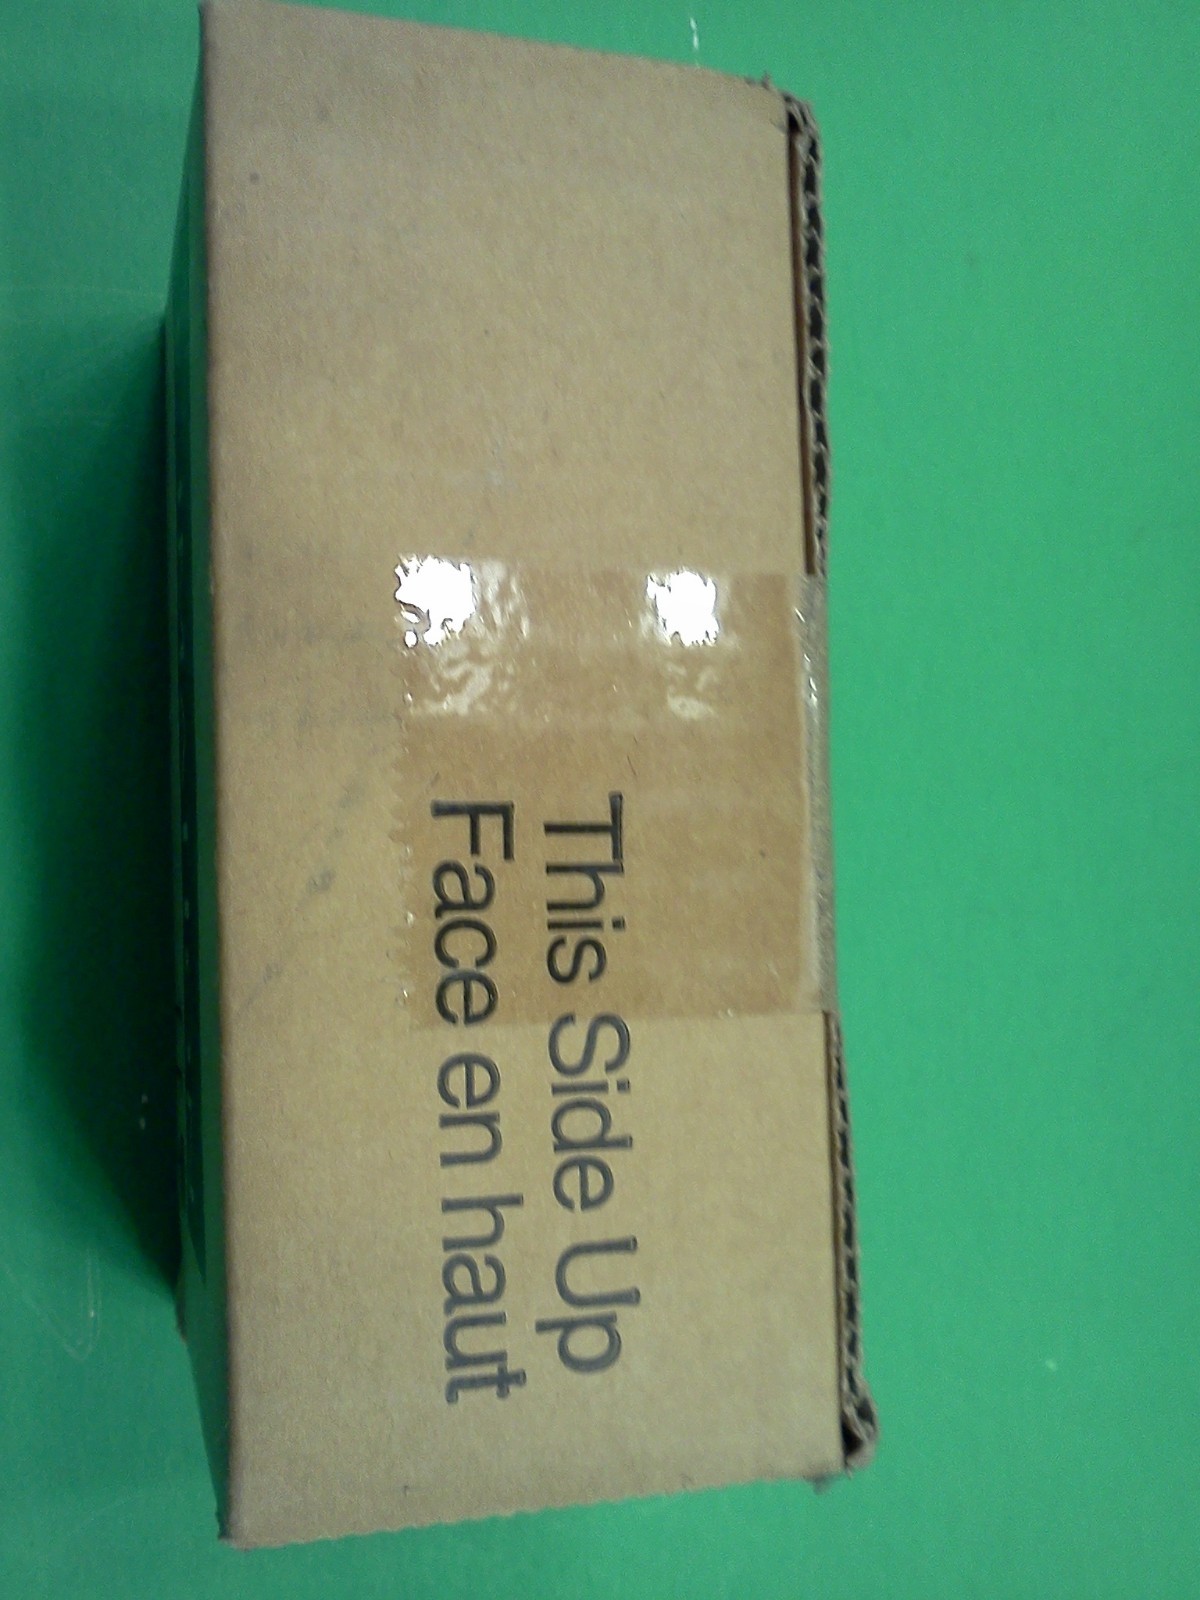 This Side Up
Face en haut